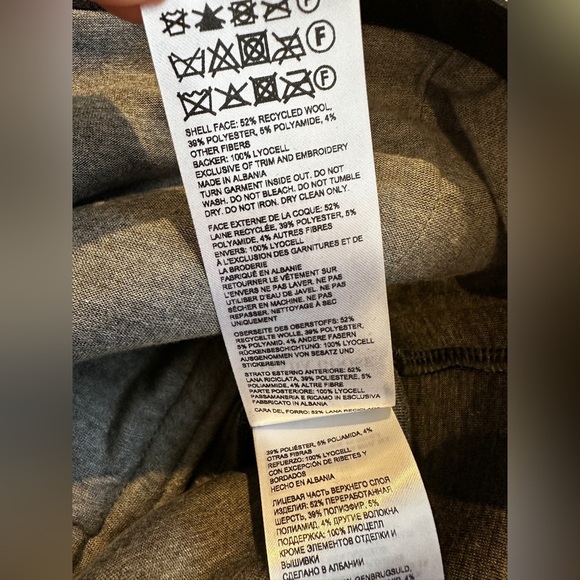 F
F
F
SHELL FACE: 52% RECYCLED WOOL,
39% POLYESTER, 5% POLYAMIDE, 4%
OTHER FIBERS
BACKER: 100% LYOCELL
EXCLUSIVE OF TRIM AND EMBROIDERY
MADE IN ALBANIA
TURN GARMENT INSIDE OUT. DO NOT
WASH. DO NOT BLEACH. DO NOT TUMBLE
DRY. DO NOT IRON. DRY CLEAN ONLY.
FACE EXTERNE DE LA COQUE: 52%
LAINE RECYCLÉE, 39% POLYESTER, 5%
POLYAMIDE, 4% AUTRES FIBRES
ENVERS: 100% LYOCELL
À L'EXCLUSION DES GARNITURES ET DE
LA BRODERIE
FABRIQUÉ EN ALBANIE
RETOURNER LE VÊTEMENT SUR
L'ENVERS NE PAS LAVER. NE PAS
UTILISER D'EAU DE JAVEL. NE PAS
SÉCHER EN MACHINE. NE PAS
REPASSER. NETTOYAGE À SEC
UNIQUEMENT
OBERSEITE DES OBERSTOFFS: 52%
RECYCELTE WOLLE, 39% POLYESTER,
5% POLYAMID, 4% ANDERE FASERN
RÜCKENBESCHICHTUNG: 100% LYOCELL
AUSGENOMMEN VON BESATZ UND
STICKEREIEN
STRATO ESTERNO ANTERIORE: 52%
LANA RICICLATA, 39% POLIESTERE, 5%
POLIAMMIDE, 4% ALTRE FIBRE
PARTE POSTERIORE: 100% LYOCELL
PASSAMANERIA E RICAMO IN ESCLUSIVA
FABBRICATO IN ALBANIA
CARA DEL FORRO: 52% LANA
39% POLIÉSTER, 5% POLIAMIDA, 4%
OTRAS FIBRAS
REFUERZO: 100% LYOCELL
CON EXCEPCIÓN DE RIBETES Y
BORDADOS
HECHO EN ALBANIA
ЛИЦЕВАЯ ЧАСТЬ ВЕРХНЕГО СЛОЯ
ИЗДЕЛИЯ: 52% ПЕРЕРАБОТАННАЯ
ШЕРСТЬ, 39% ПОЛИЭФИР, 5%
ПОЛИАМИД, 4% ДРУГИЕ ВОЛОКНА
ПОДДЕРЖКА: 100% ЛИОЦЕЛЛ
КРОМЕ ЭЛЕМЕНТОВ ОТДЕЛКИ И
ВЫШИВКИ
СДЕЛАНО В АЛБАНИИ